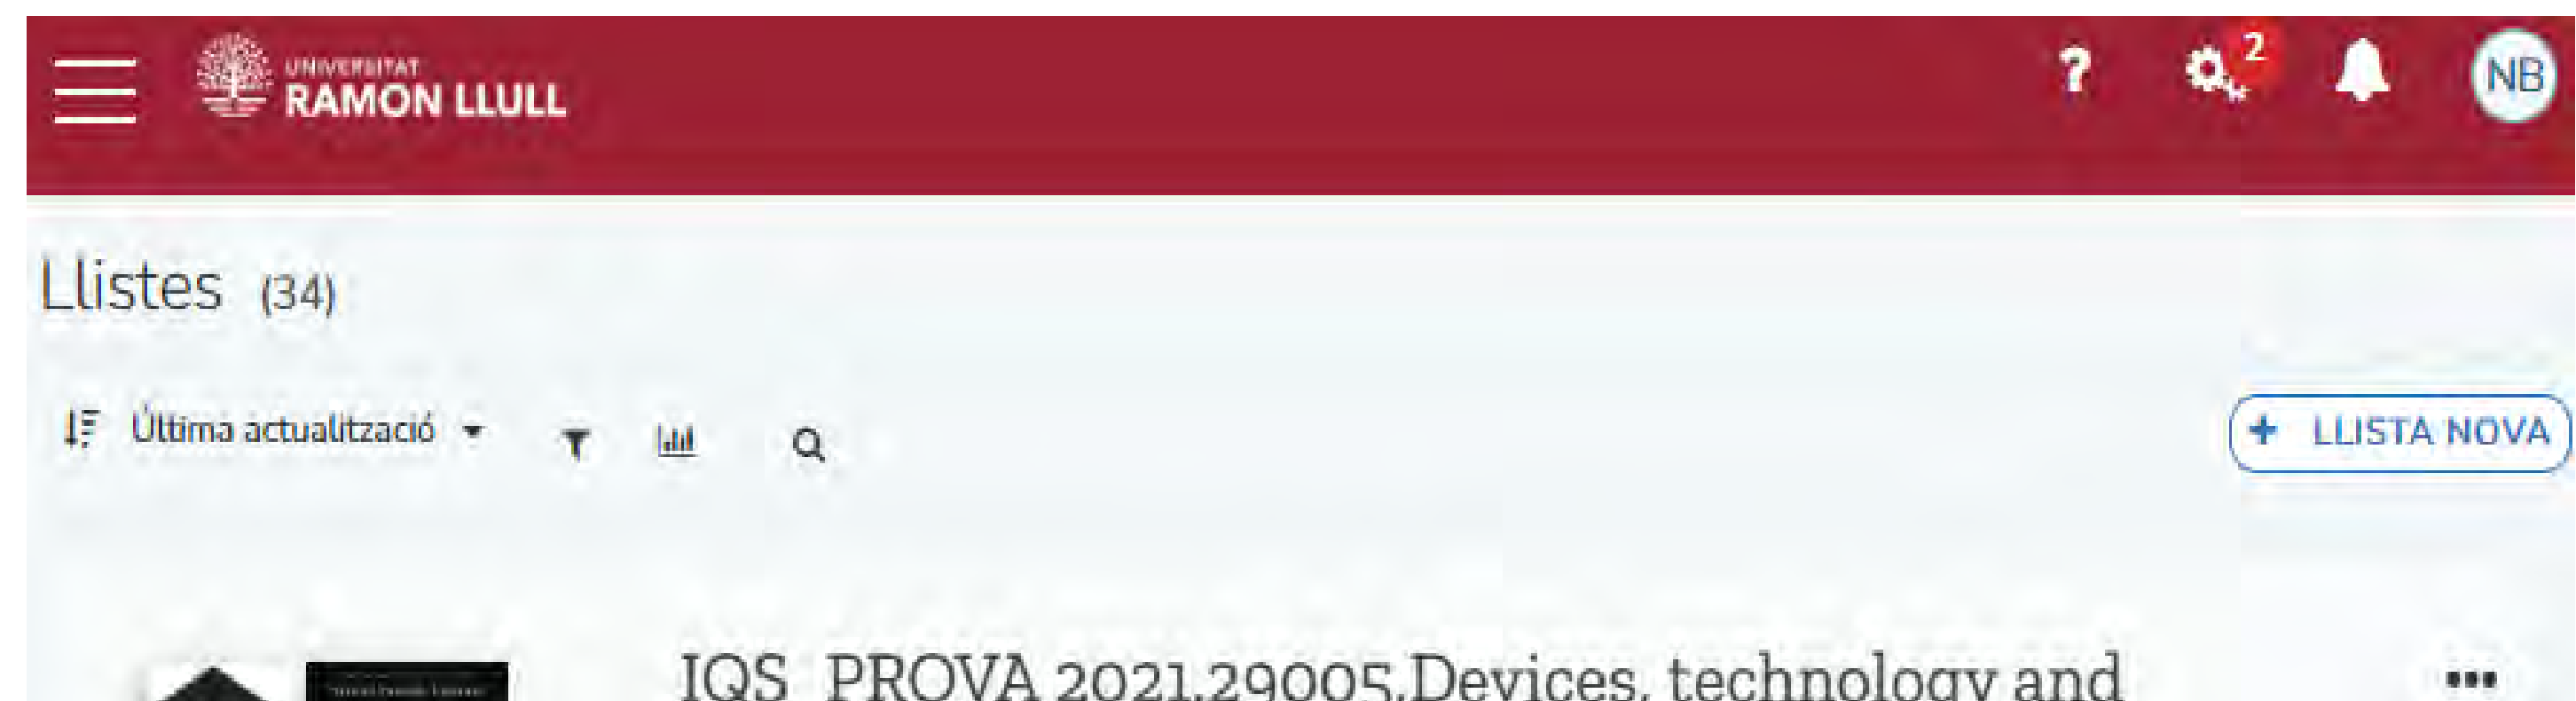 UNIVERSITAT
RAMON LLULL
? 2 NB
Llistes (34)
Última actualització
+ LLISTA NOVA
IQS_PROVA 2021.29005.Devices, technology and